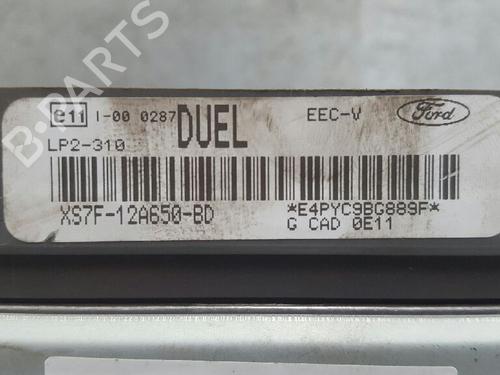 e11 I-00 0287 DUEL EEC-V Ford
LP2-310
XS7F-12A650-BD *E4PYC9BG889F*
G CAD 0E11
B-PARTS